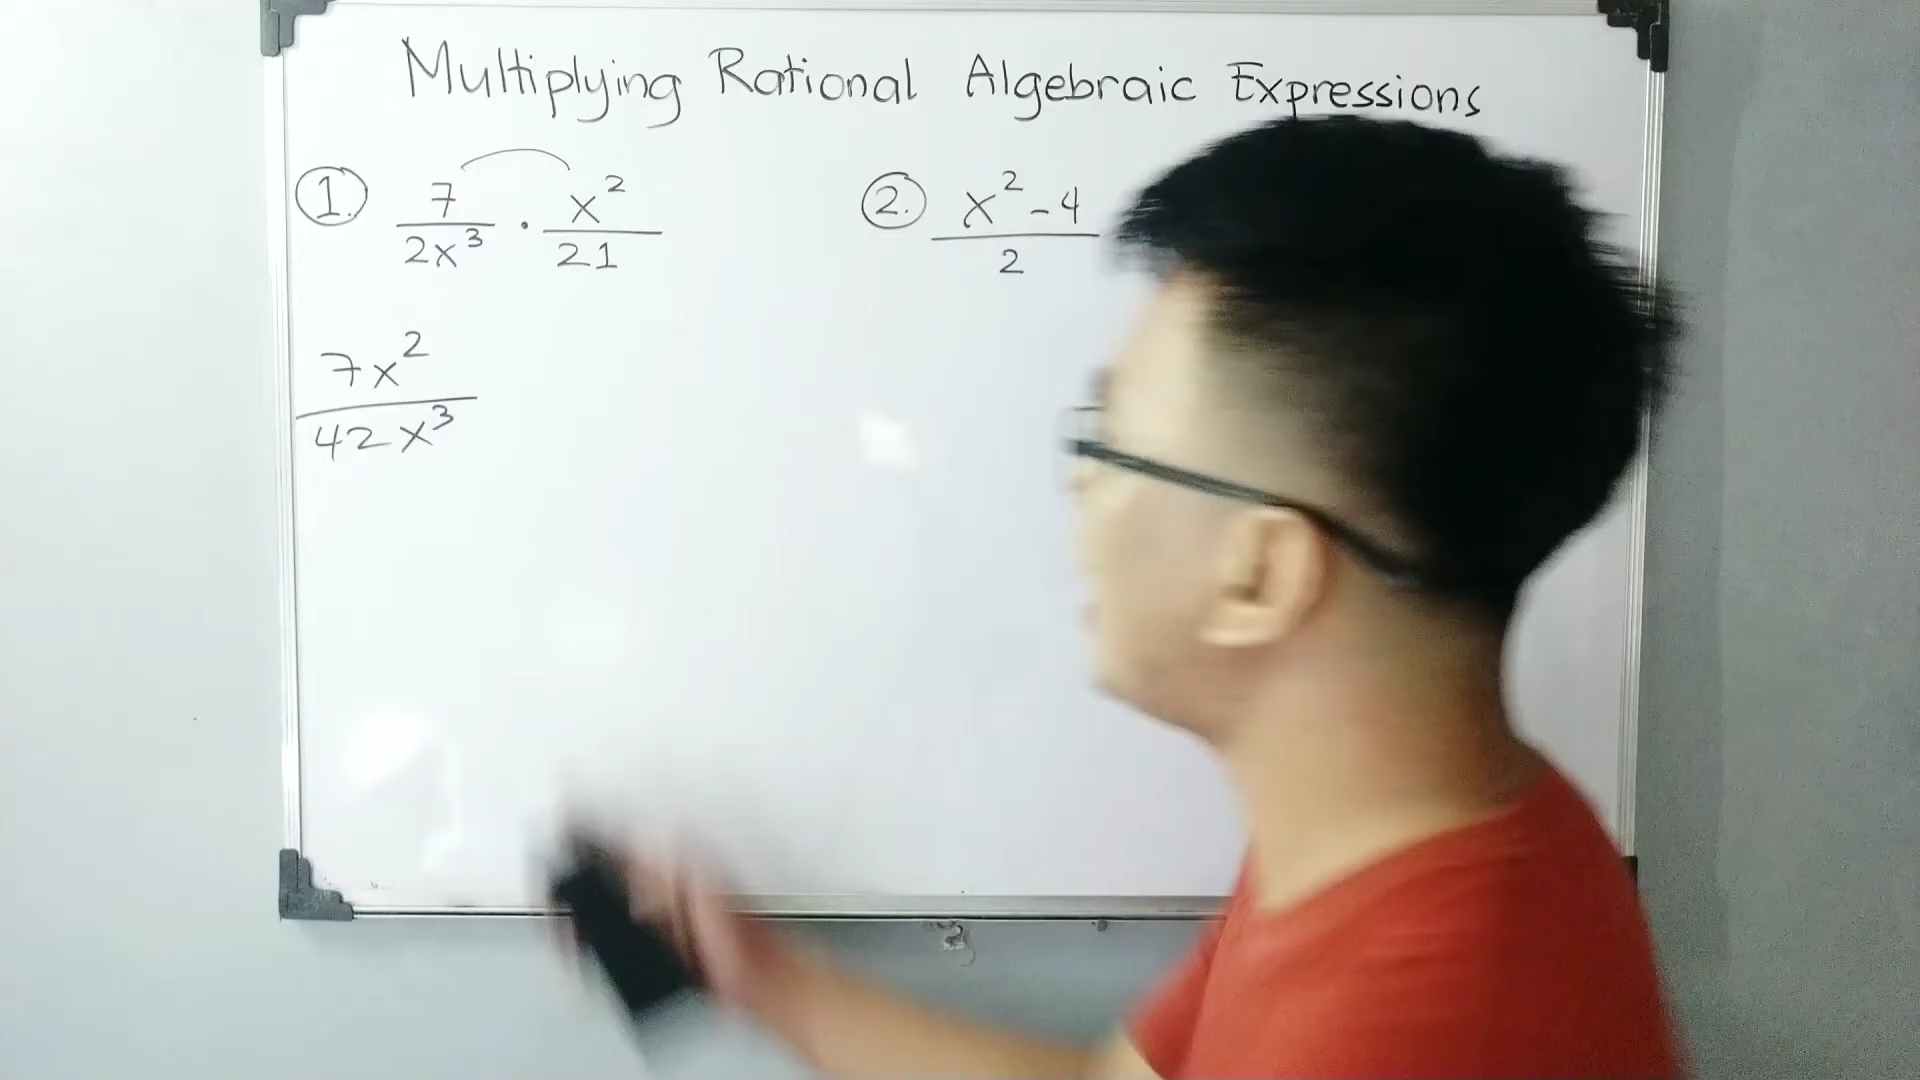 Multiplying Rational Algebraic Expressions
1. 7/2x³ · x²/21
2. x²-4/2
7x²/42x³